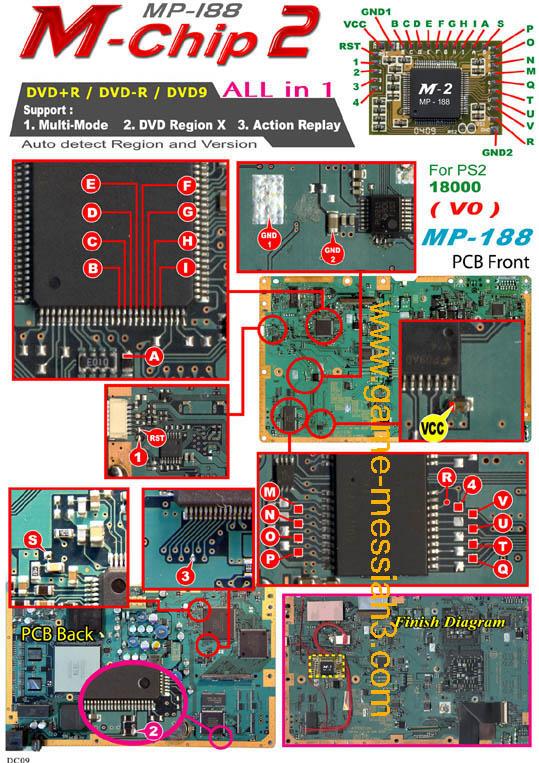 MP-188
M-Chip 2
DVD+R / DVD-R / DVD9 ALL in 1
Support :
1. Multi-Mode 2. DVD Region X 3. Action Replay
Auto detect Region and Version
GND1
VCC
B C D E F G H I A S
P
O
N
M
Q
T
U
V
R
GND2
RST
1
2
3
4
M-2
MP - 188
0409
For PS2
18000
( V0 )
MP-188
PCB Front
E
F
D
G
C
H
B
I
A
E010
GND 1
GND 2
VCC
RST
1
M
N
O
P
R
4
V
U
T
Q
S
3
PCB Back
2
Finish Diagram
M-2
www.game-messiah3.com
DC09